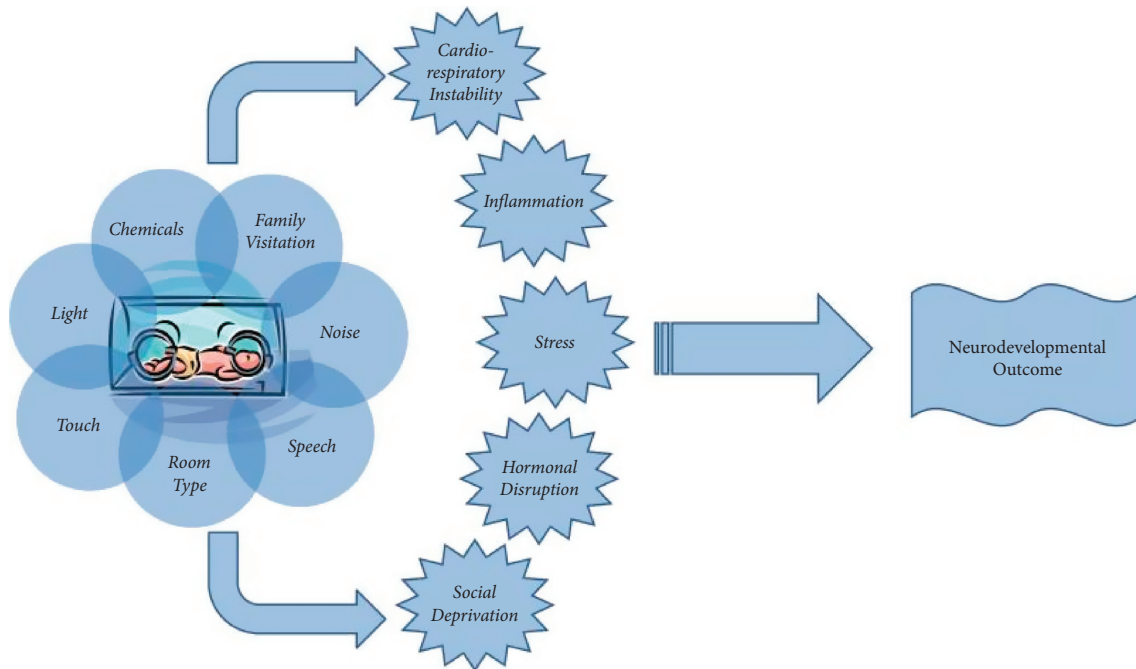 Cardio-
respiratory
Instability
Inflammation
Chemicals
Family
Visitation
Light
Noise
Stress
Neurodevelopmental
Outcome
Touch
Speech
Room
Type
Hormonal
Disruption
Social
Deprivation